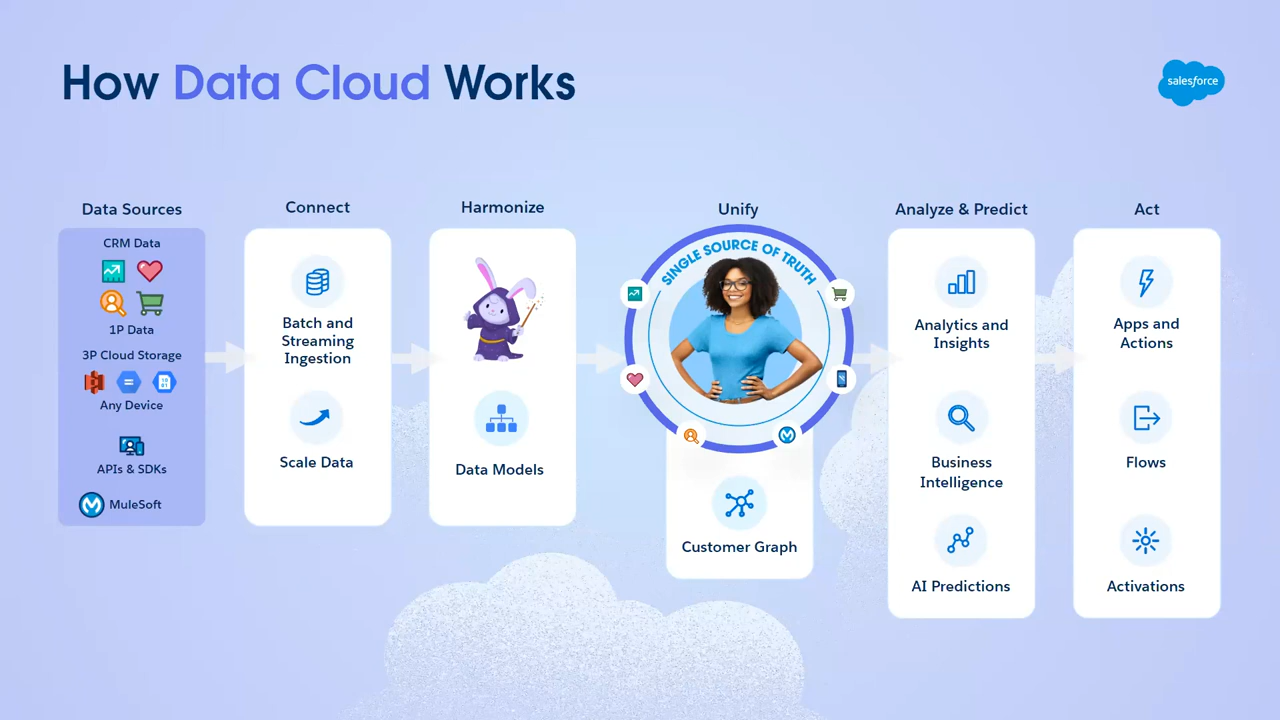 How Data Cloud Works
salesforce
Data Sources
CRM Data
1P Data
3P Cloud Storage
Any Device
APIs & SDKs
MuleSoft
Connect
Batch and
Streaming
Ingestion
Scale Data
Harmonize
Data Models
Unify
SINGLE SOURCE OF TRUTH
Customer Graph
Analyze & Predict
Analytics and
Insights
Business
Intelligence
AI Predictions
Act
Apps and
Actions
Flows
Activations